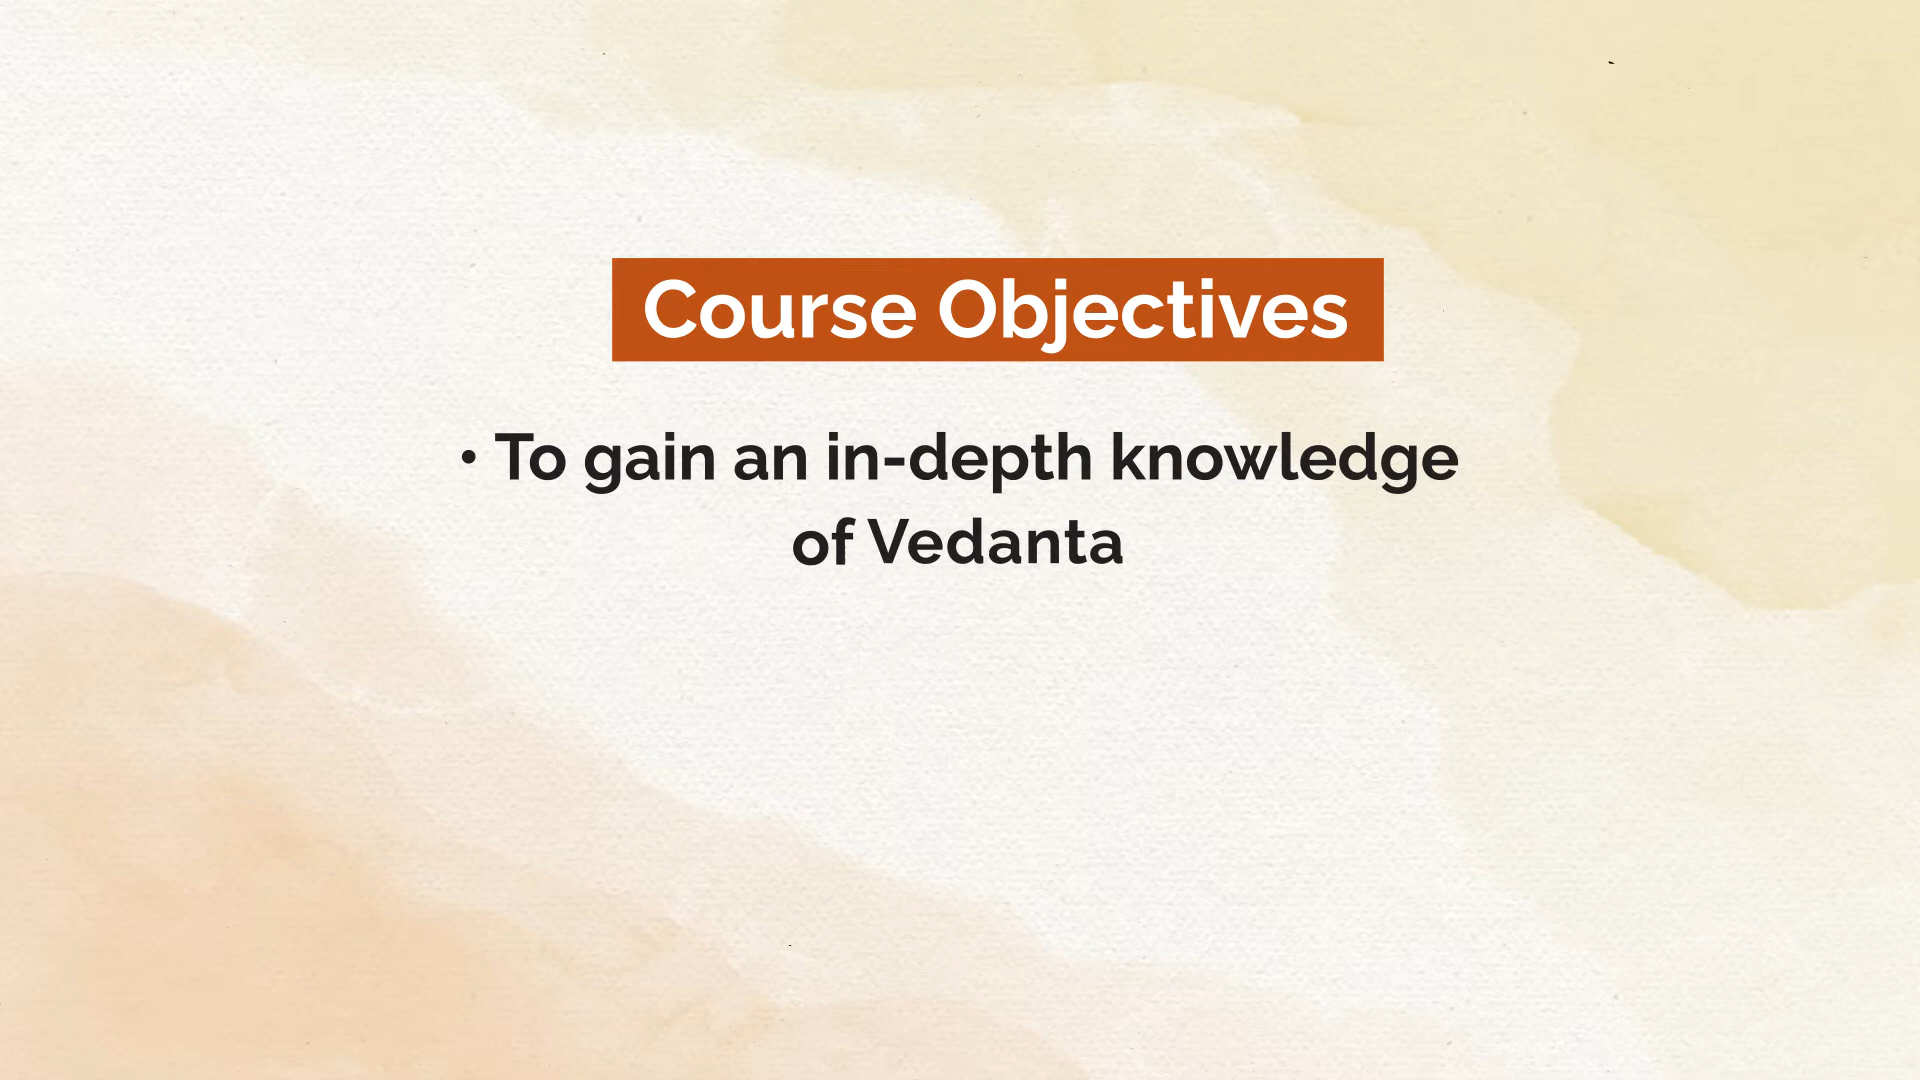 Course Objectives
• To gain an in-depth knowledge
of Vedanta